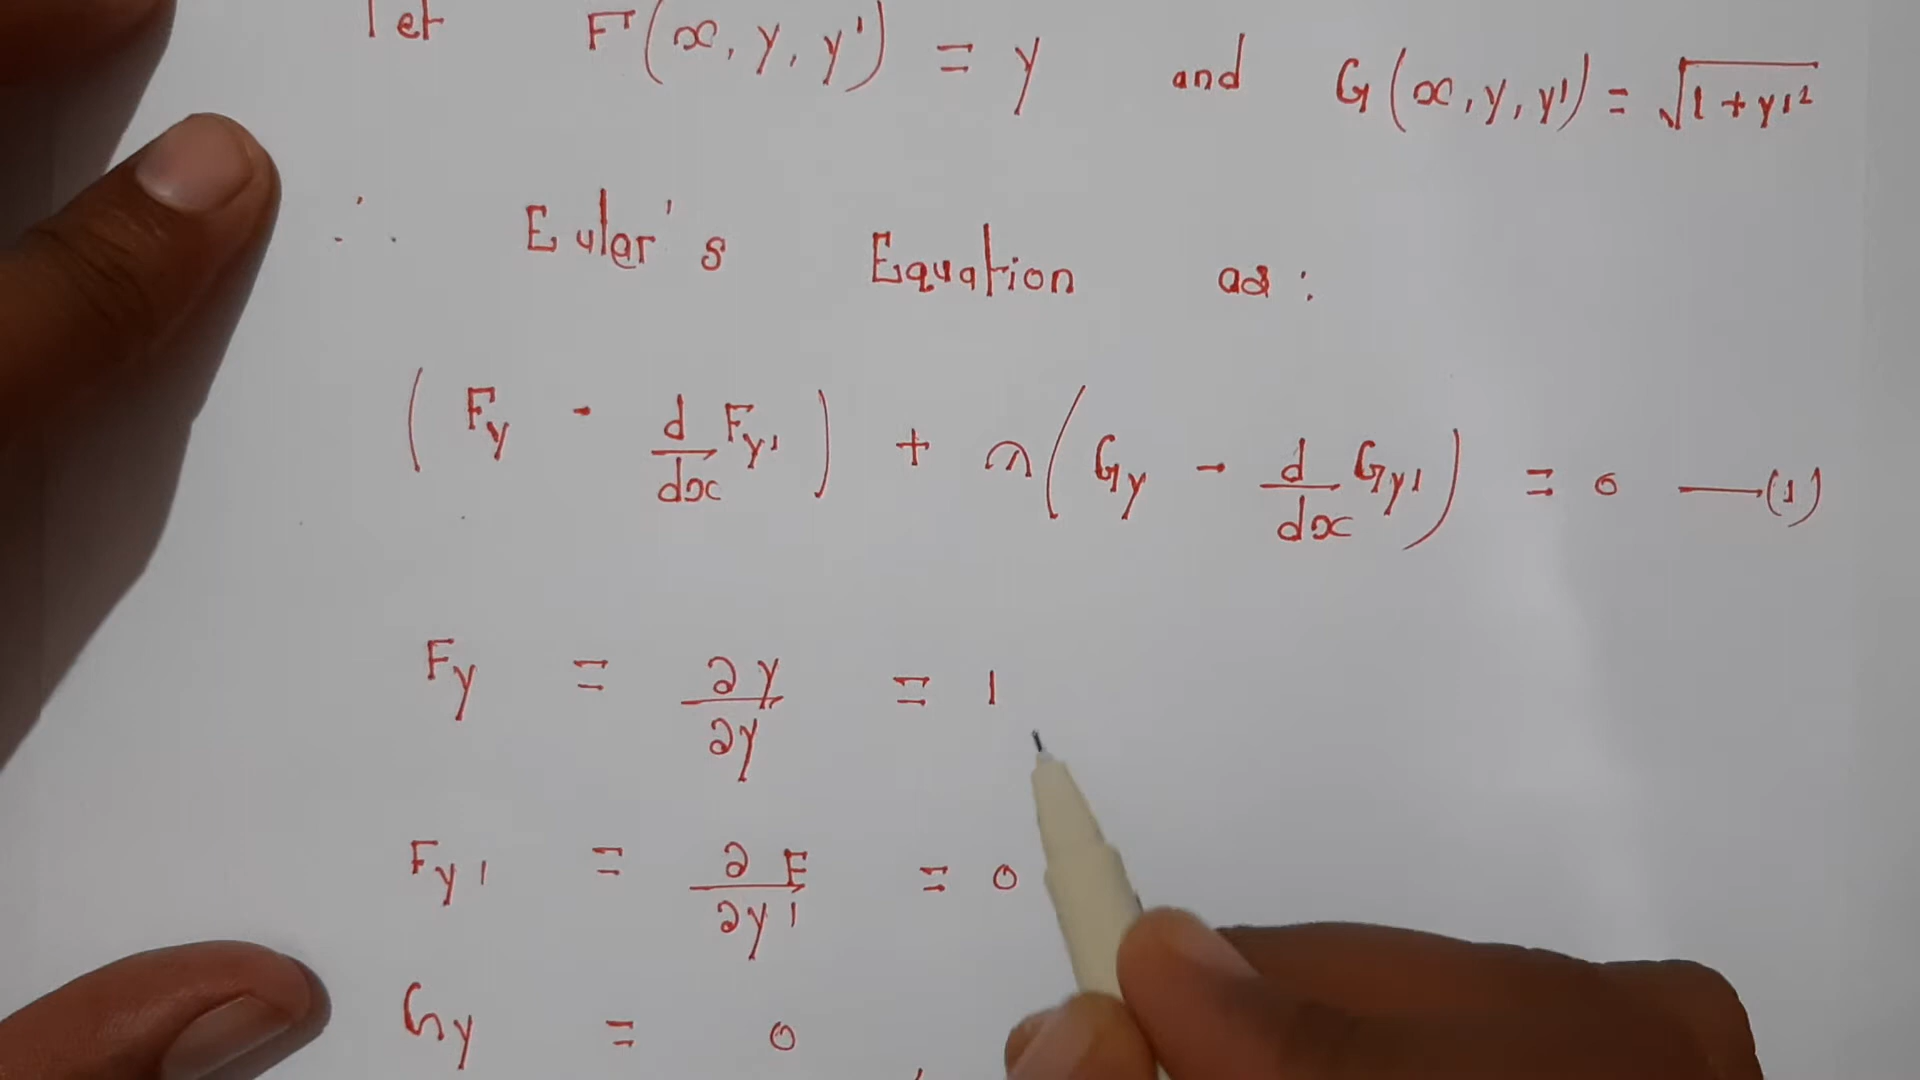 let F(x, y, y') = y and G(x, y, y') = √1 + y'²
∴ Euler's Equation as:
(F_y - d/dx F_y') + λ(G_y - d/dx G_y') = 0 —(1)
F_y = ∂y/∂y = 1
F_y' = ∂F/∂y' = 0
G_y = 0